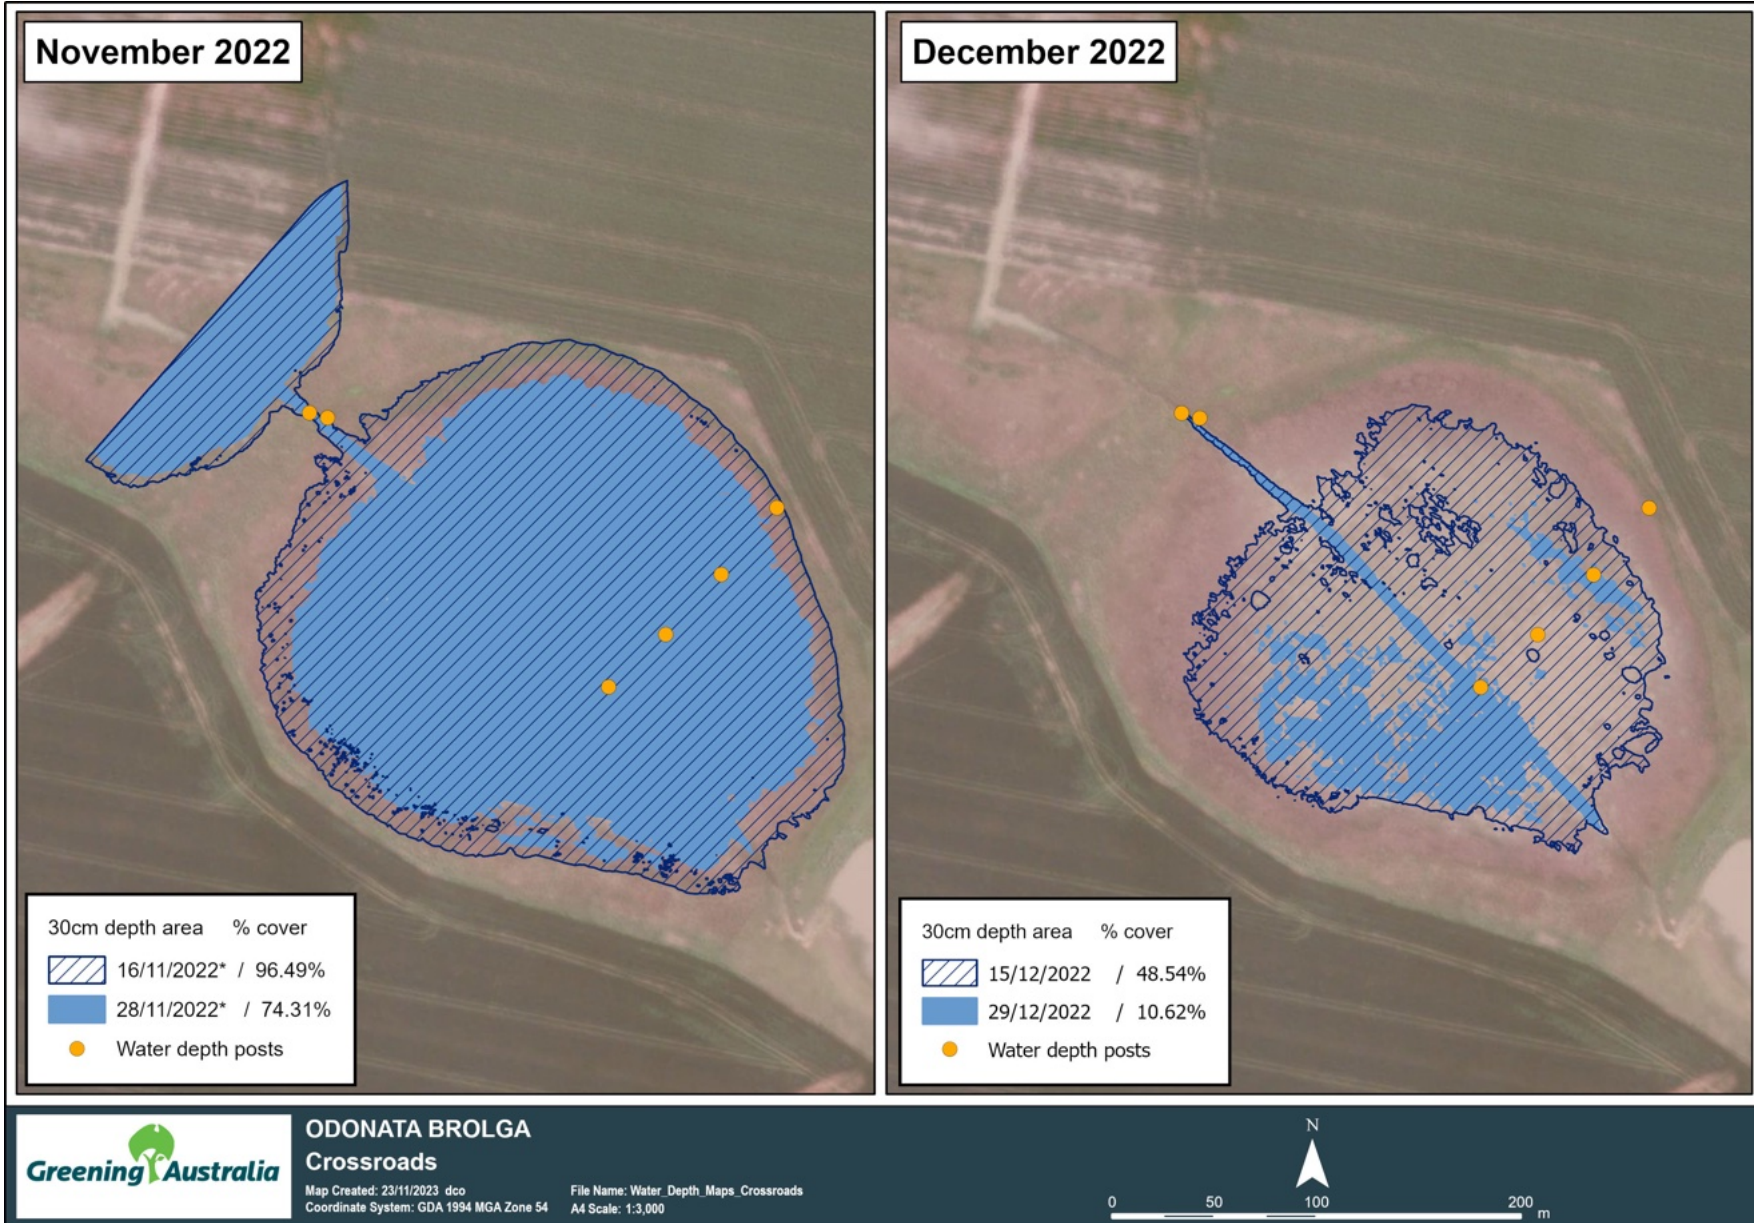 November 2022
30cm depth area % cover
16/11/2022* / 96.49%
28/11/2022* / 74.31%
Water depth posts
December 2022
30cm depth area % cover
15/12/2022 / 48.54%
29/12/2022 / 10.62%
Water depth posts
Greening Australia
ODONATA BROLGA
Crossroads
Map Created: 23/11/2023 dco
Coordinate System: GDA 1994 MGA Zone 54
File Name: Water_Depth_Maps_Crossroads
A4 Scale: 1:3,000
N
0 50 100 200 m